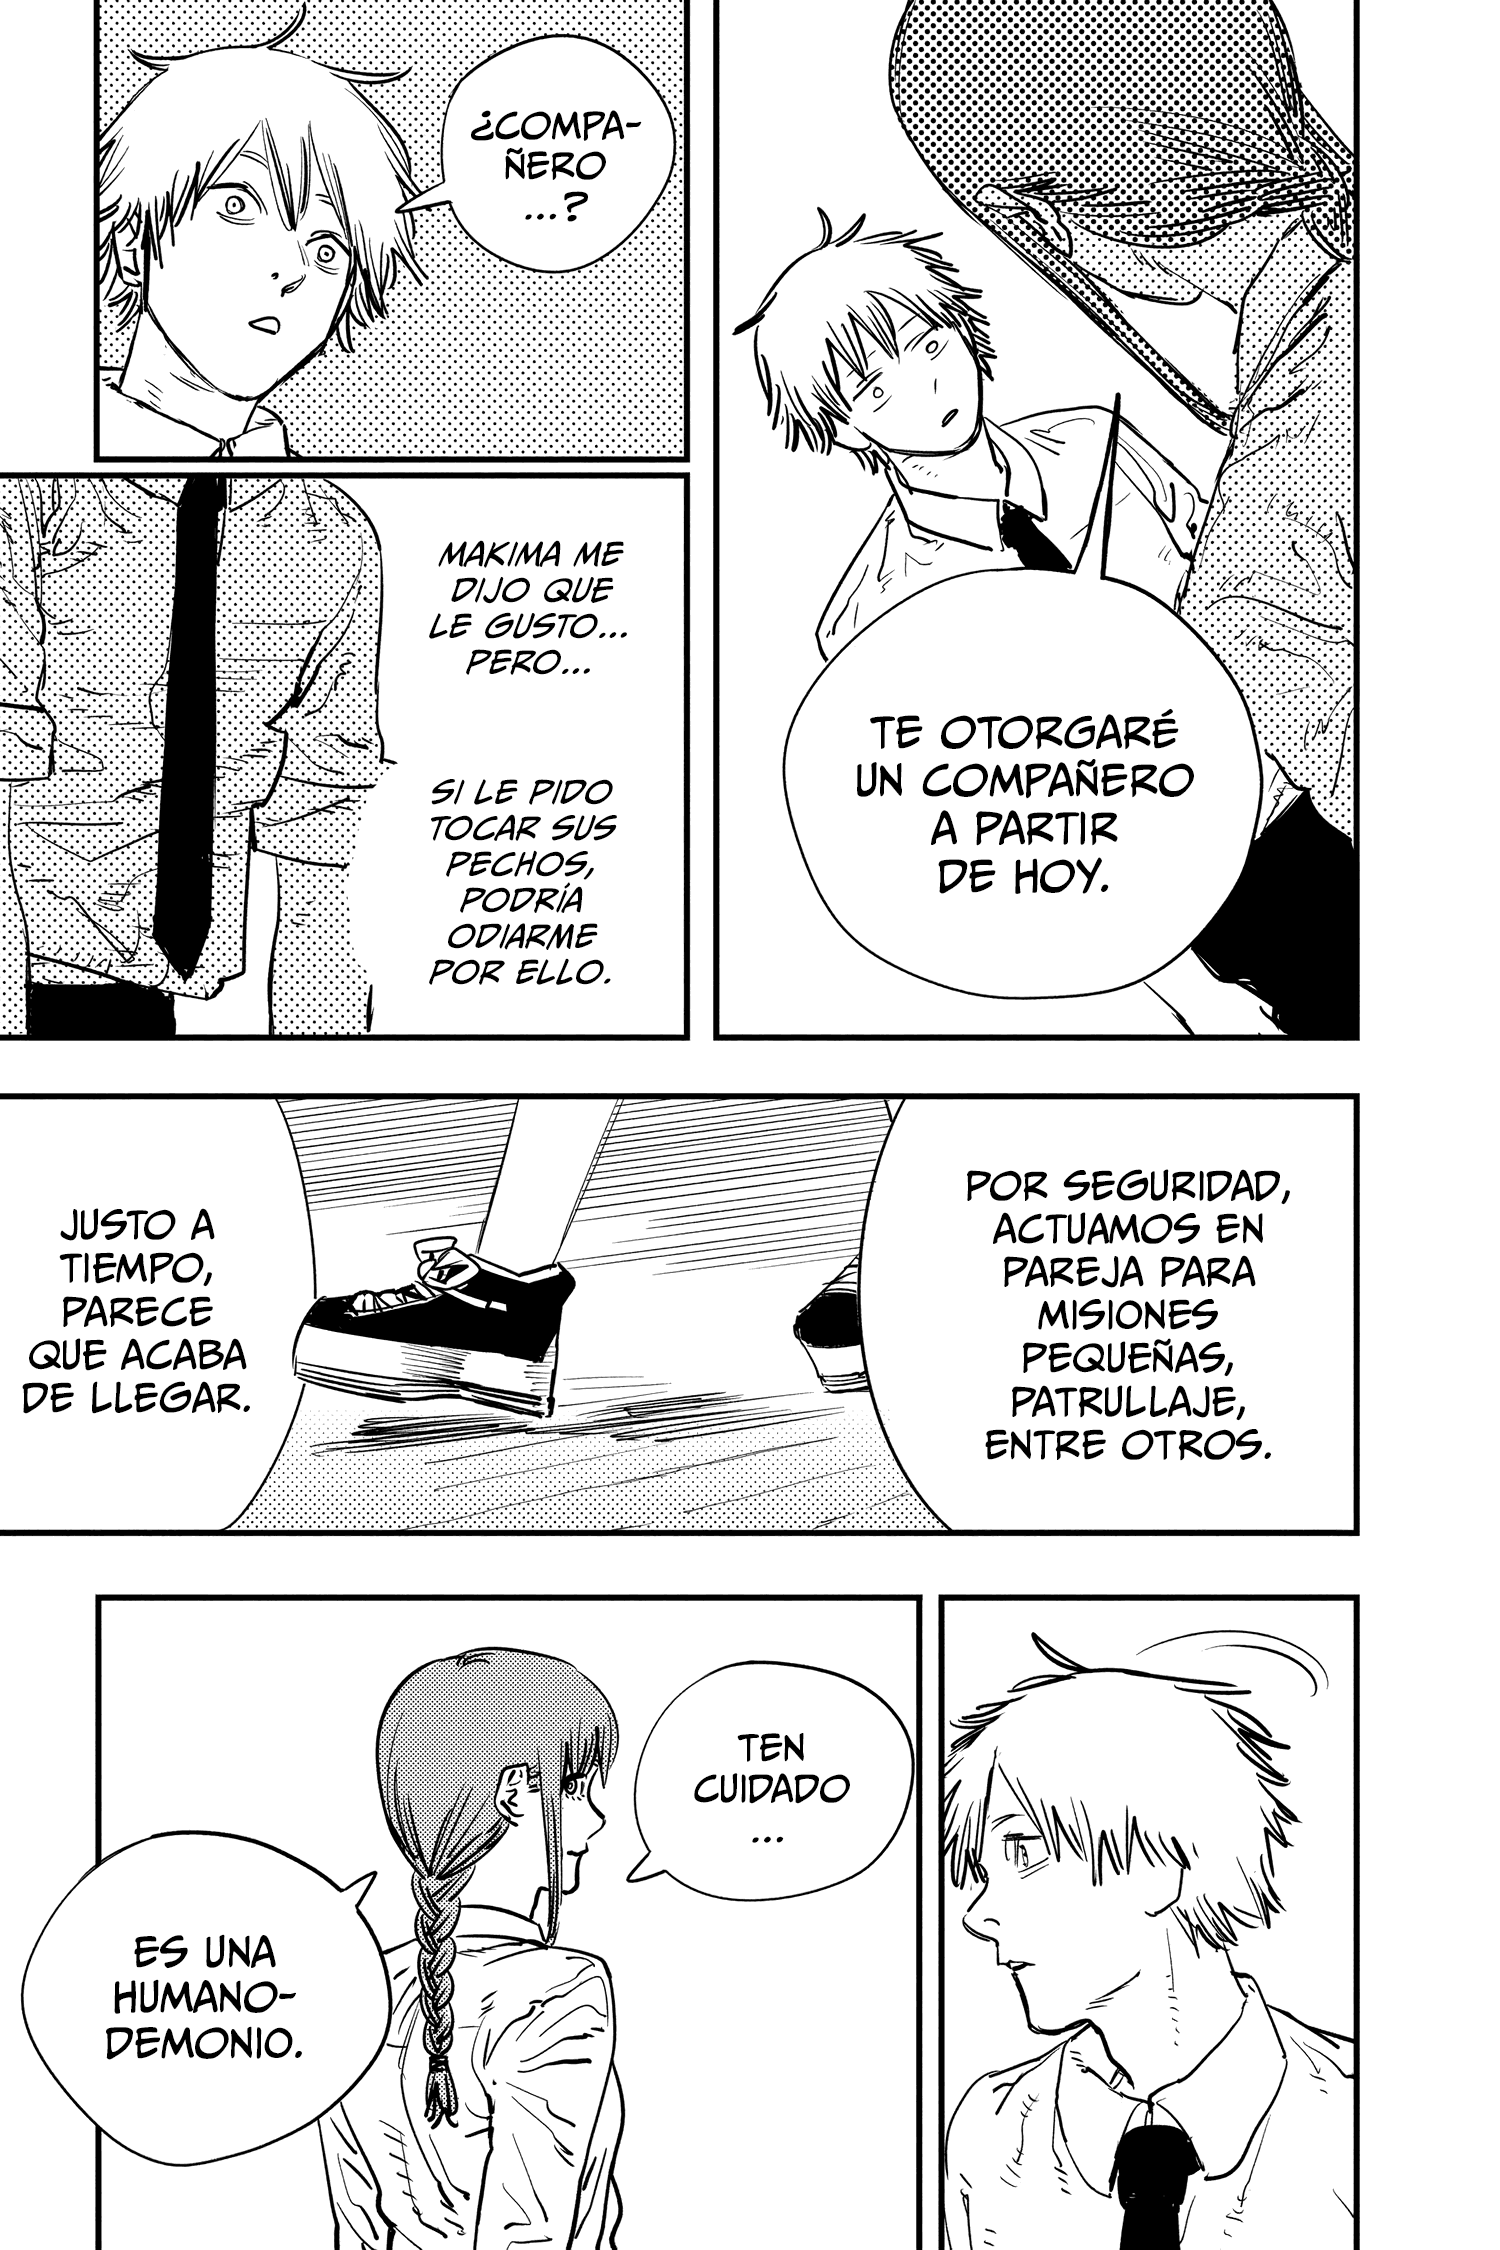 TE OTORGARÉ
UN COMPAÑERO
A PARTIR
DE HOY.
¿COMPA-
ÑERO
...?
MAKIMA ME
DIJO QUE
LE GUSTO...
PERO...
SI LE PIDO
TOCAR SUS
PECHOS,
PODRÍA
ODIARME
POR ELLO.
POR SEGURIDAD,
ACTUAMOS EN
PAREJA PARA
MISIONES
PEQUEÑAS,
PATRULLAJE,
ENTRE OTROS.
JUSTO A
TIEMPO,
PARECE
QUE ACABA
DE LLEGAR.
TEN
CUIDADO
...
ES UNA
HUMANO-
DEMONIO.